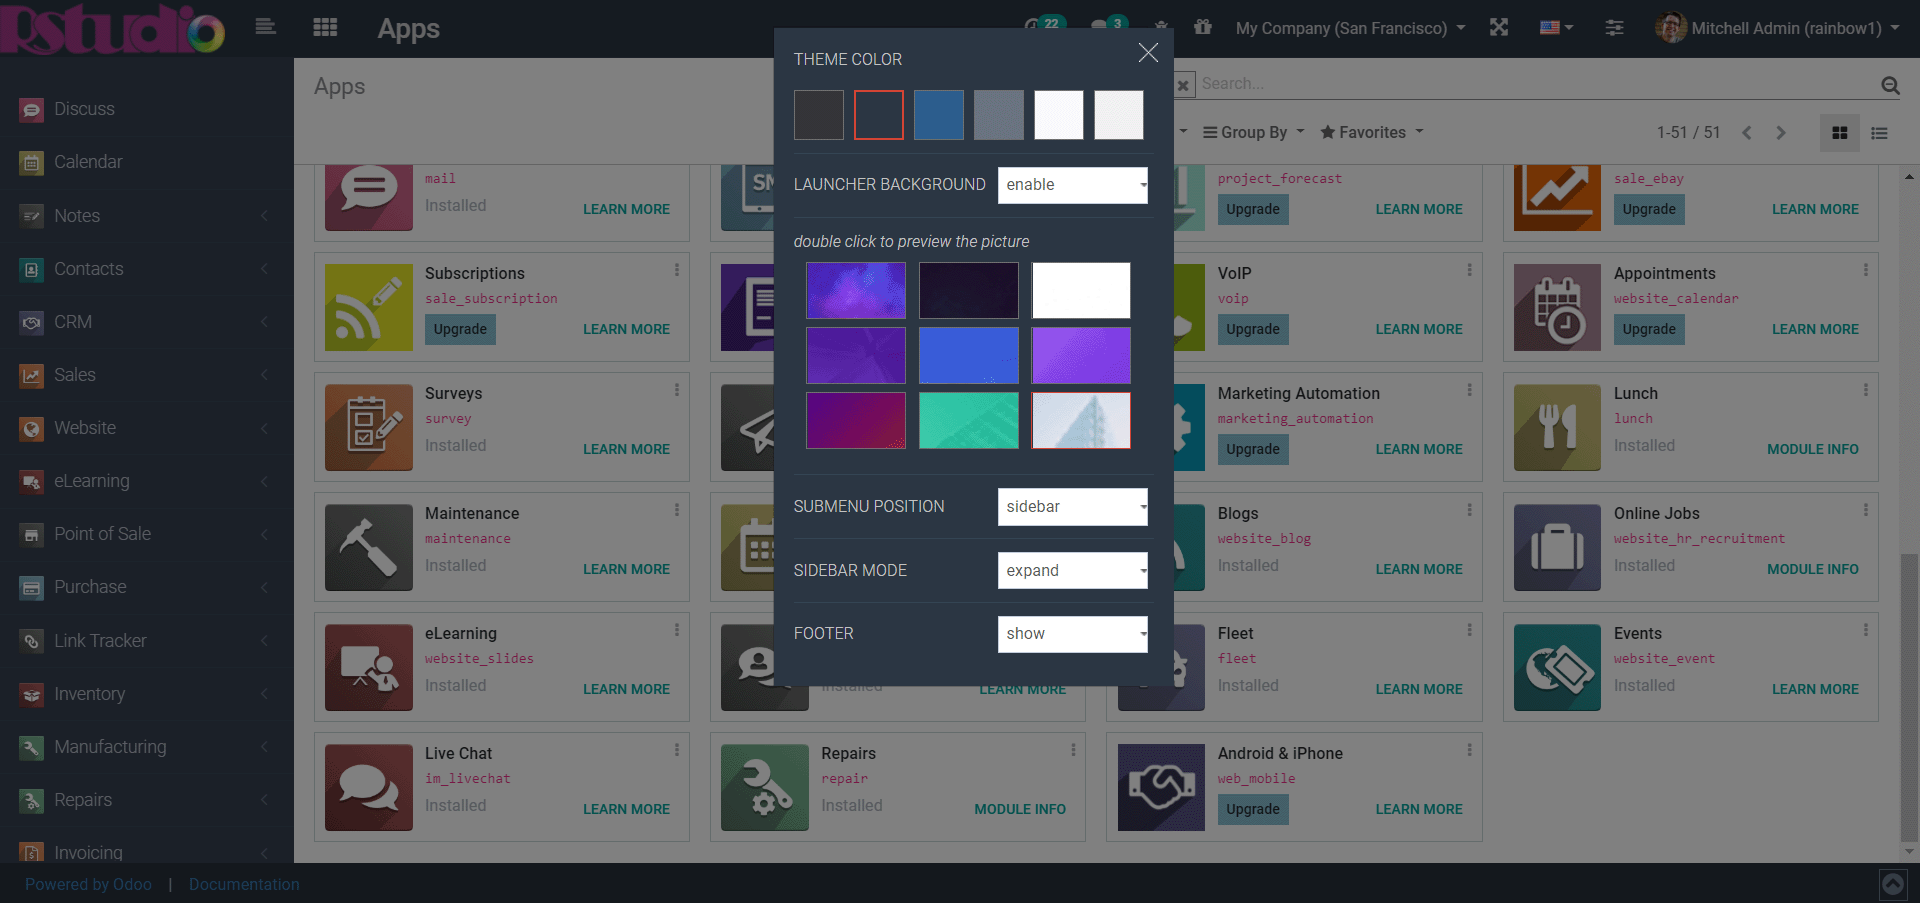 RStudio
Apps
22
3
My Company (San Francisco)
Mitchell Admin (rainbow1)
Discuss
Calendar
Notes
Contacts
CRM
Sales
Website
eLearning
Point of Sale
Purchase
Link Tracker
Inventory
Manufacturing
Repairs
Invoicing
Apps
Search...
Group By
Favorites
1-51 / 51
mail
Installed
LEARN MORE
SM
project_forecast
Upgrade
LEARN MORE
sale_ebay
Upgrade
LEARN MORE
Subscriptions
sale_subscription
Upgrade
LEARN MORE
VoIP
voip
Upgrade
LEARN MORE
Appointments
website_calendar
Upgrade
LEARN MORE
Surveys
survey
Installed
LEARN MORE
Marketing Automation
marketing_automation
Upgrade
LEARN MORE
Lunch
lunch
Installed
MODULE INFO
Maintenance
maintenance
Installed
LEARN MORE
Blogs
website_blog
Installed
LEARN MORE
Online Jobs
website_hr_recruitment
Installed
MODULE INFO
eLearning
website_slides
Installed
LEARN MORE
Installed
LEARN MORE
Fleet
fleet
Installed
LEARN MORE
Events
website_event
Installed
LEARN MORE
Live Chat
im_livechat
Installed
LEARN MORE
Repairs
repair
Installed
MODULE INFO
Android & iPhone
web_mobile
Upgrade
LEARN MORE
THEME COLOR
LAUNCHER BACKGROUND enable
double click to preview the picture
SUBMENU POSITION sidebar
SIDEBAR MODE expand
FOOTER show
Powered by Odoo | Documentation